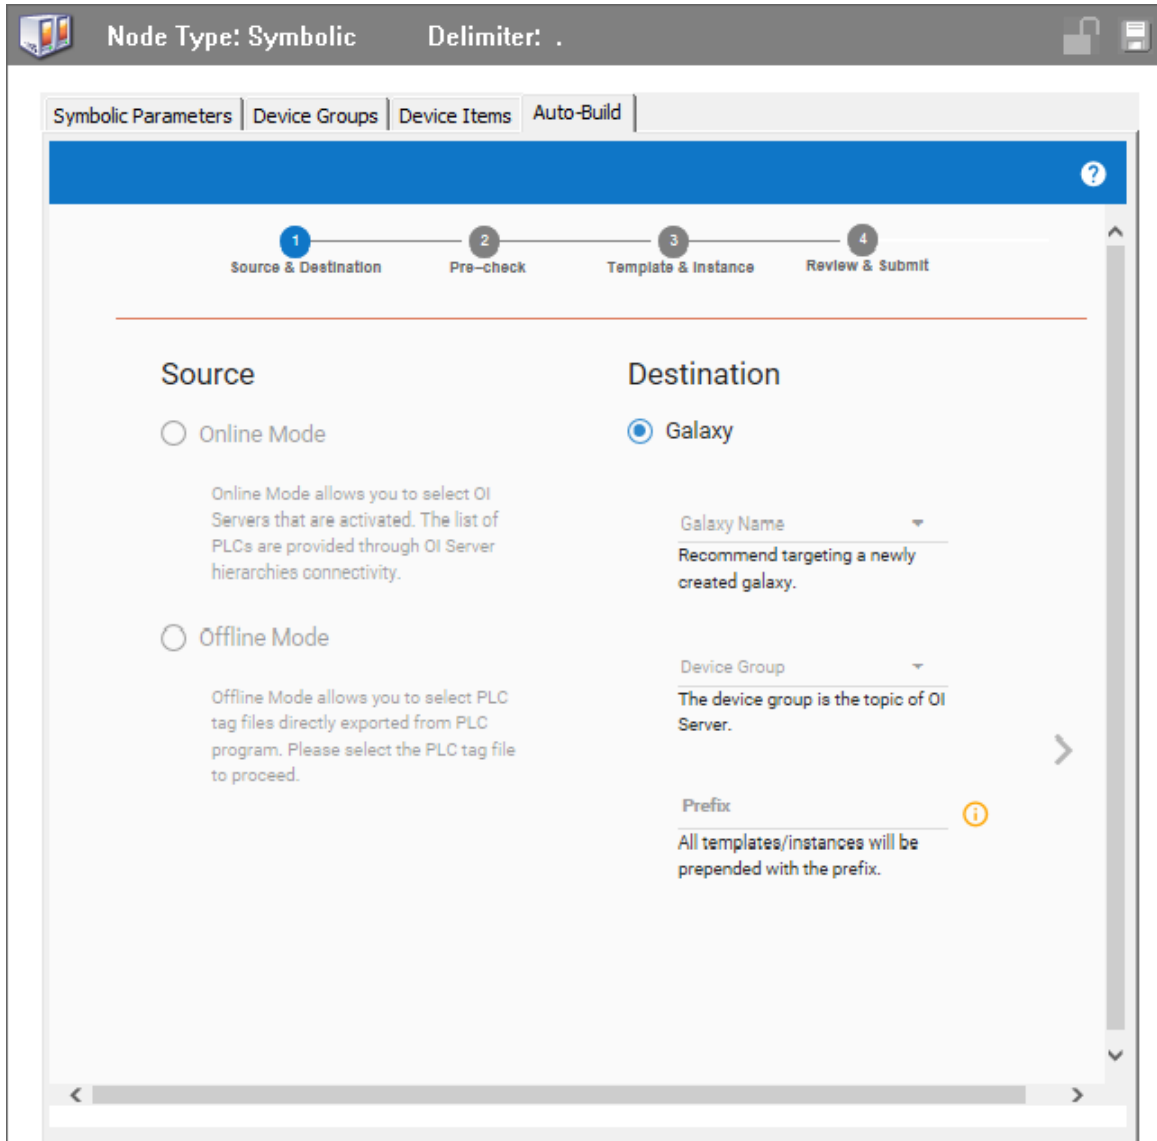 Node Type: Symbolic Delimiter: .
Symbolic Parameters Device Groups Device Items Auto-Build
?
1 2 3 4
Source & Destination Pre-check Template & Instance Review & Submit
Source
Online Mode
Online Mode allows you to select OI
Servers that are activated. The list of
PLCs are provided through OI Server
hierarchies connectivity.
Offline Mode
Offline Mode allows you to select PLC
tag files directly exported from PLC
program. Please select the PLC tag file
to proceed.
Destination
Galaxy
Galaxy Name
Recommend targeting a newly
created galaxy.
Device Group
The device group is the topic of OI
Server.
Prefix
All templates/instances will be
prepended with the prefix.